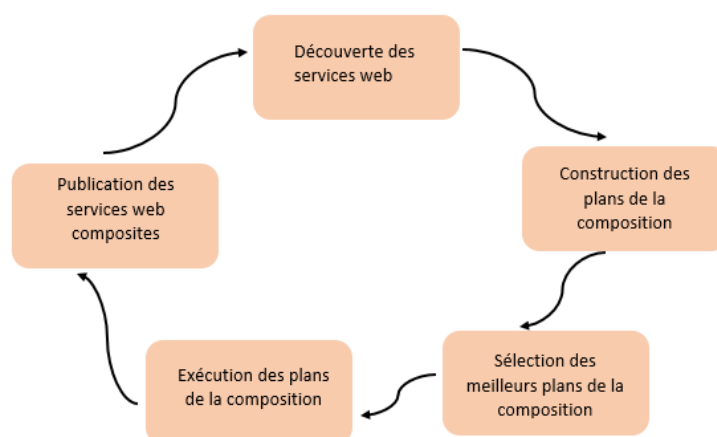 Découverte des
services web
Construction des
plans de la
composition
Sélection des
meilleurs plans de la
composition
Exécution des plans
de la composition
Publication des
services web
composites